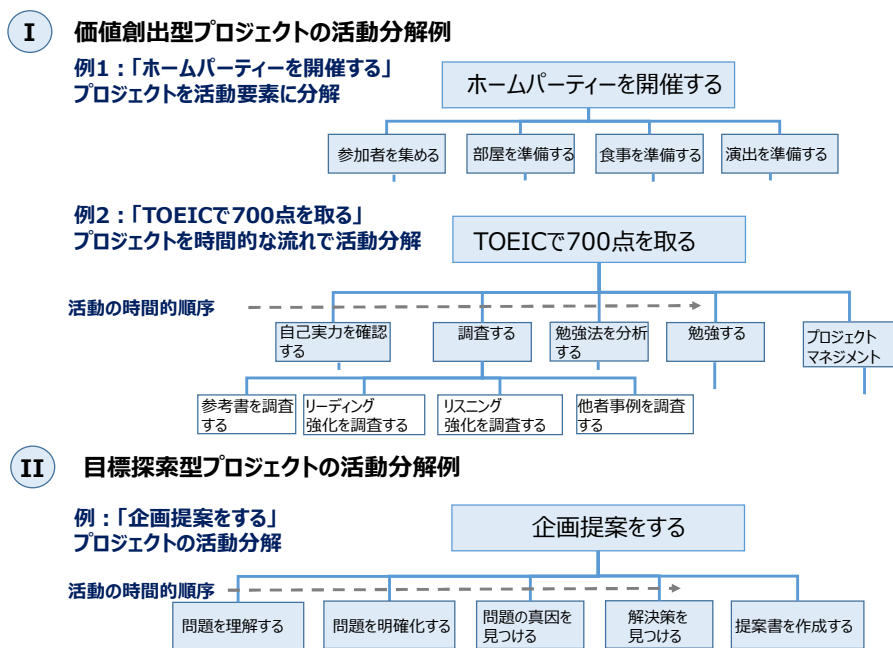 I 価値創出型プロジェクトの活動分解例
例1：「ホームパーティーを開催する」
プロジェクトを活動要素に分解
ホームパーティーを開催する
参加者を集める
部屋を準備する
食事を準備する
演出を準備する
例2：「TOEICで700点を取る」
プロジェクトを時間的な流れで活動分解
TOEICで700点を取る
活動の時間的順序
自己実力を確認
する
調査する
勉強法を分析
する
勉強する
プロジェクト
マネジメント
参考書を調査
する
リーディング
強化を調査する
リスニング
強化を調査する
他者事例を調査
する
II 目標探索型プロジェクトの活動分解例
例：「企画提案をする」
プロジェクトの活動分解
企画提案をする
活動の時間的順序
問題を理解する
問題を明確化する
問題の真因を
見つける
解決策を
見つける
提案書を作成する